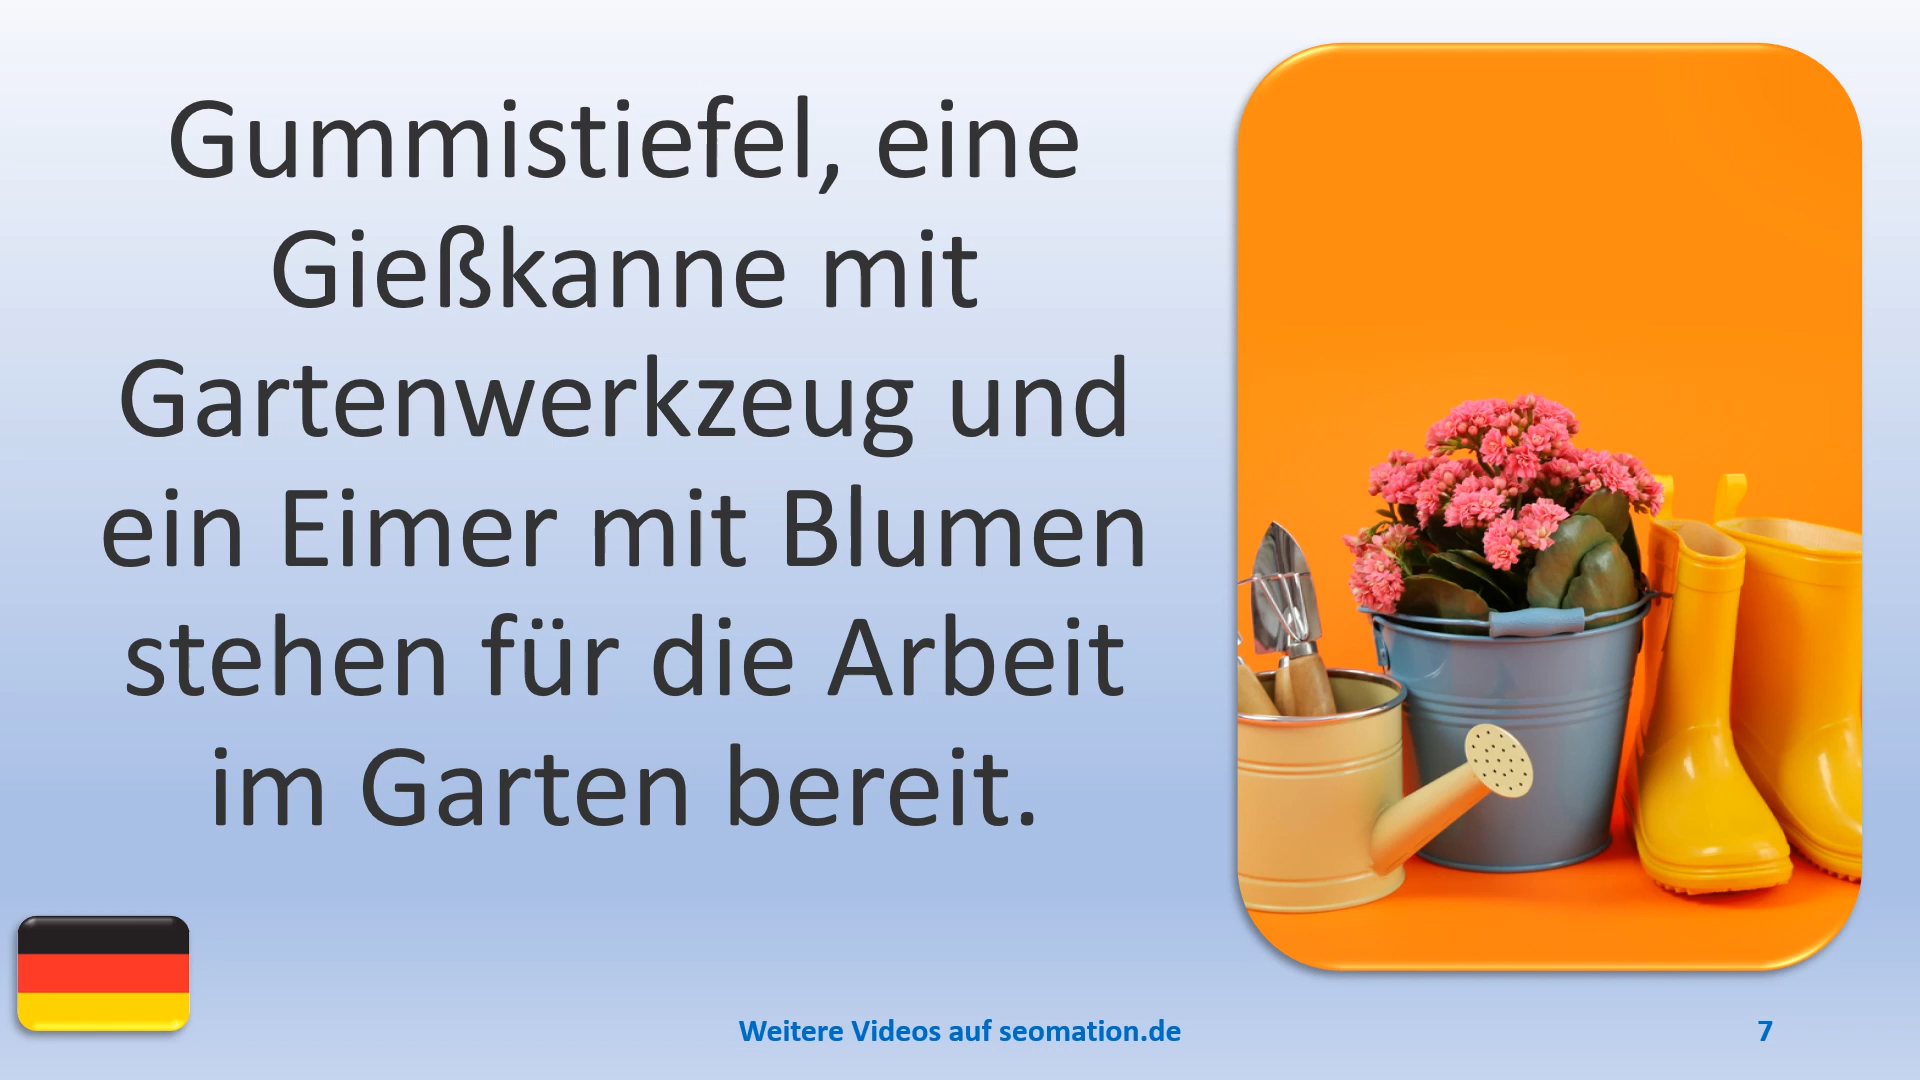 Gummistiefel, eine
Gießkanne mit
Gartenwerkzeug und
ein Eimer mit Blumen
stehen für die Arbeit
im Garten bereit.
Weitere Videos auf seomation.de
7